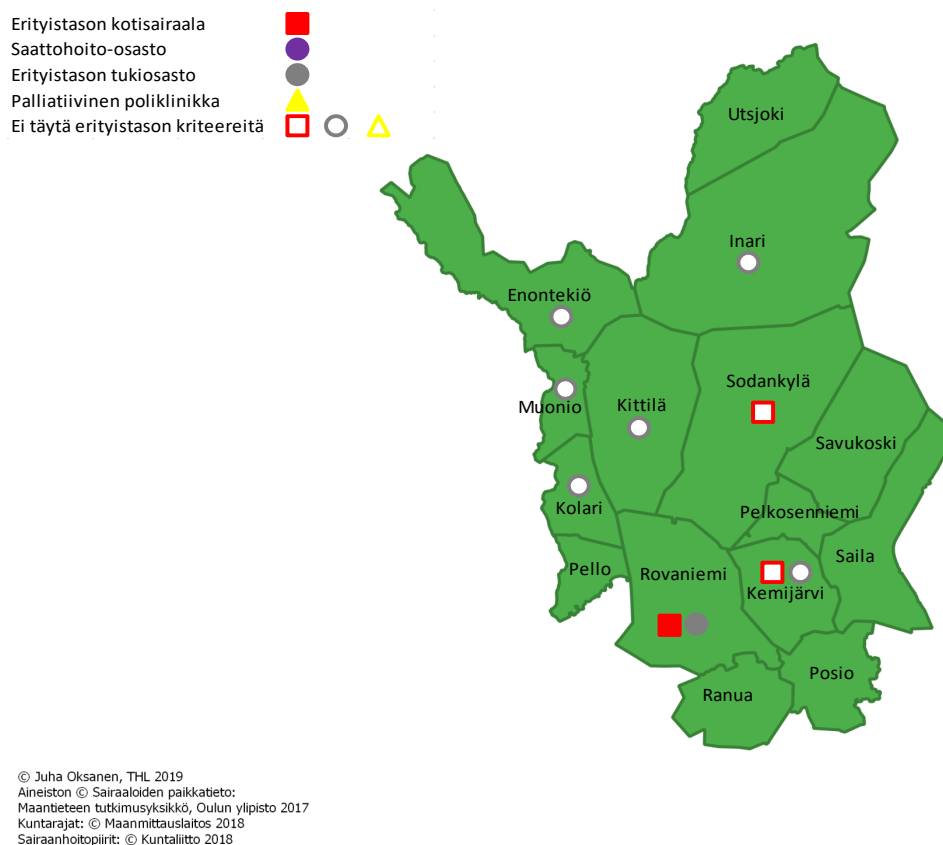 Erityistason kotisairaala
Saattohoito-osasto
Erityistason tukiosasto
Palliatiivinen poliklinikka
Ei täytä erityistason kriteereitä
Utsjoki
Inari
Enontekiö
Sodankylä
Muonio
Kittilä
Savukoski
Kolari
Pelkosenniemi
Saila
Pello
Rovaniemi
Kemijärvi
Posio
Ranua
© Juha Oksanen, THL 2019
Aineiston © Sairaaloiden paikkatieto:
Maantieteen tutkimusyksikkö, Oulun ylipisto 2017
Kuntarajat: © Maanmittauslaitos 2018
Sairaanhoitopiirit: © Kuntaliitto 2018